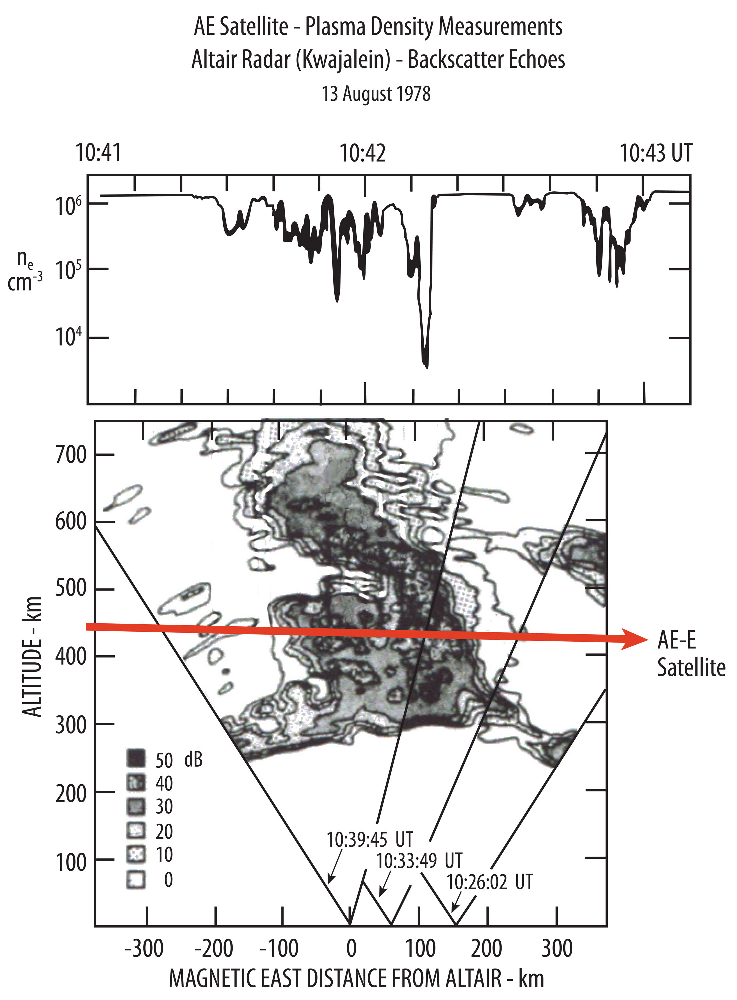 AE Satellite - Plasma Density Measurements
Altair Radar (Kwajalein) - Backscatter Echoes
13 August 1978
10:41 10:42 10:43 UT
10⁶
nₑ
cm⁻³
10⁵
10⁴
700
600
500
400
300
200
100
ALTITUDE - km
AE-E
Satellite
50 dB
40
30
20
10
0
10:39:45 UT
10:33:49 UT
10:26:02 UT
-300 -200 -100 0 100 200 300
MAGNETIC EAST DISTANCE FROM ALTAIR - km